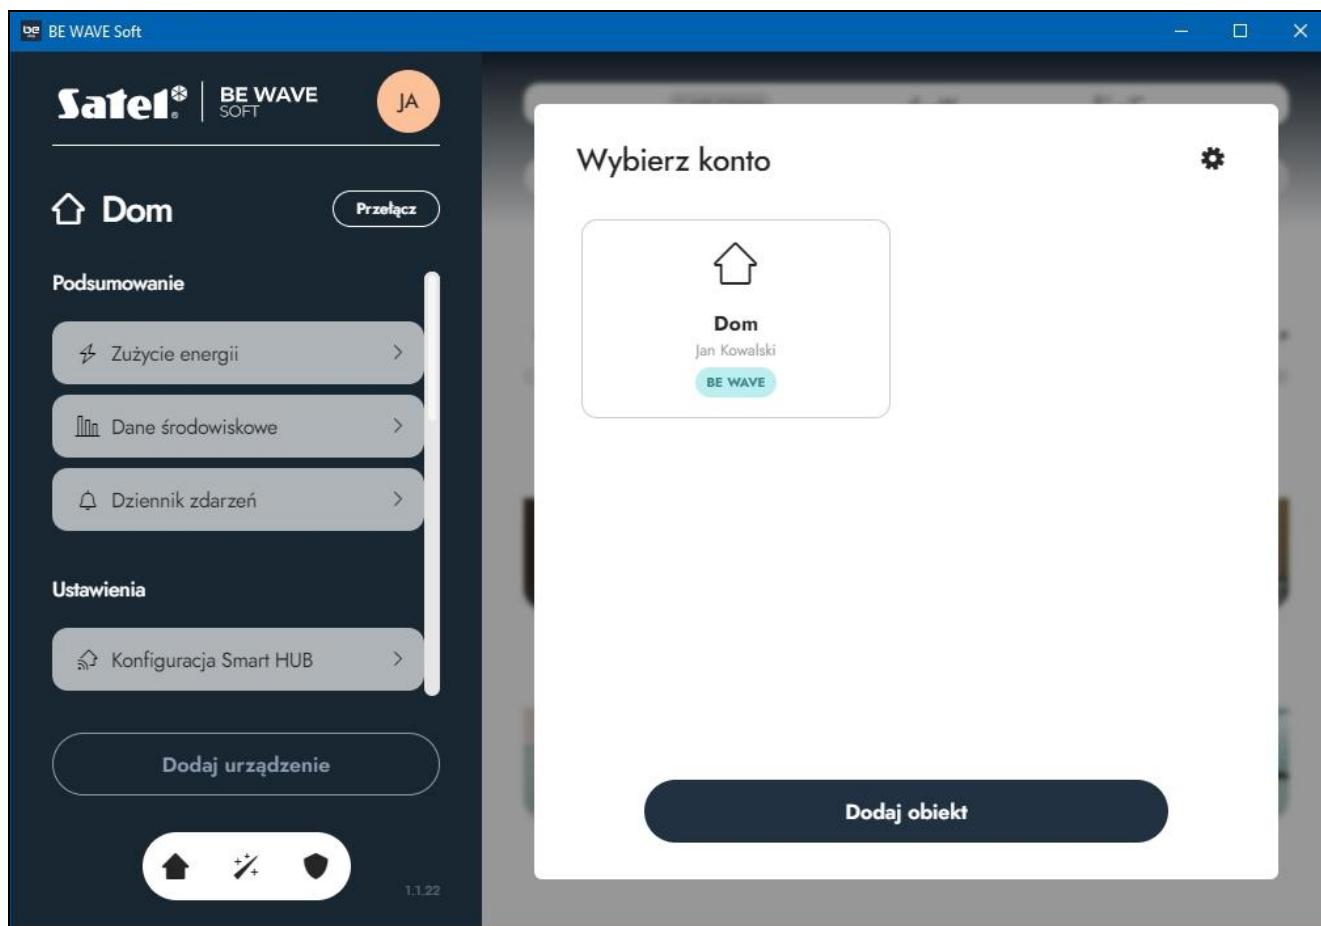 be
BE WAVE Soft
Satel®
BE WAVE
SOFT
JA
Dom
Przełącz
Podsumowanie
Zużycie energii
Dane środowiskowe
Dziennik zdarzeń
Ustawienia
Konfiguracja Smart HUB
Dodaj urządzenie
1.1.22
Wybierz konto
Dom
Jan Kowalski
BE WAVE
Dodaj obiekt